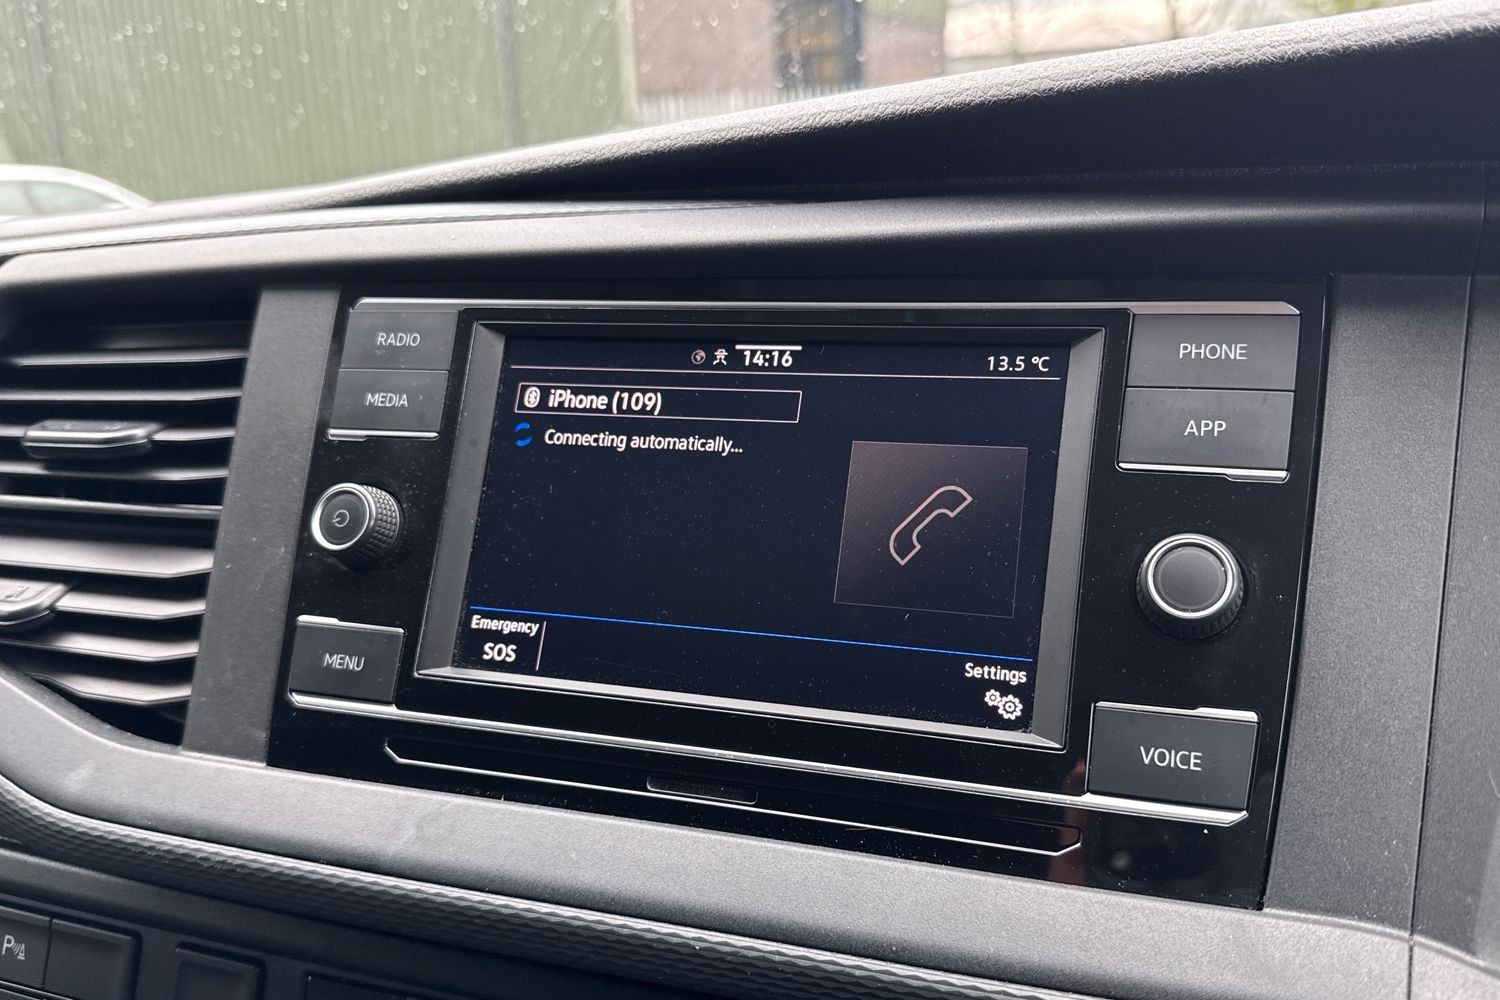 RADIO
MEDIA
14:16
13.5 °C
iPhone (109)
Connecting automatically...
Emergency
SOS
Settings
PHONE
APP
MENU
VOICE
P